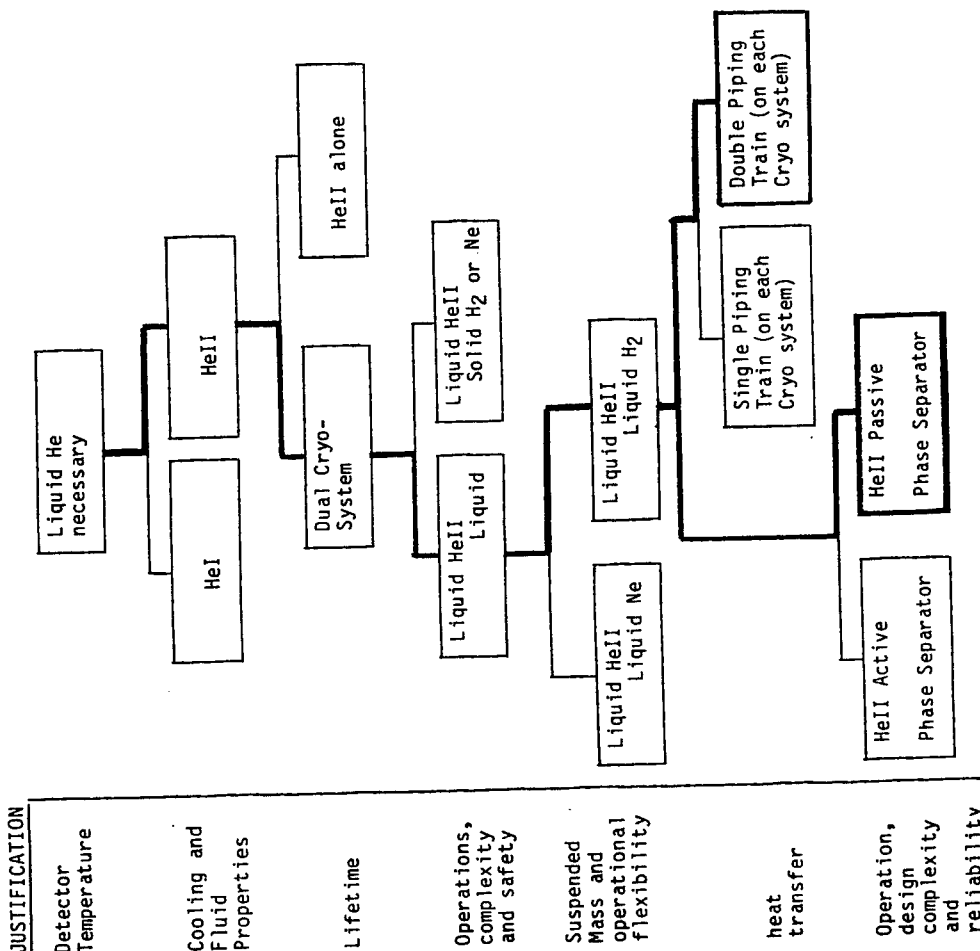 JUSTIFICATION
Detector
Temperature
Liquid He
necessary
Cooling and
Fluid
Properties
HeI
HeII
Lifetime
Dual Cryo-
System
HeII alone
Operations,
complexity
and safety
Liquid HeII
Liquid
Liquid HeII
Solid H2 or Ne
Suspended
Mass and
operational
flexibility
Liquid HeII
Liquid Ne
Liquid HeII
Liquid H2
heat
transfer
Single Piping
Train (on each
Cryo system)
Double Piping
Train (on each
Cryo system)
Operation,
design
complexity
and
reliability
HeII Active
Phase Separator
HeII Passive
Phase Separator